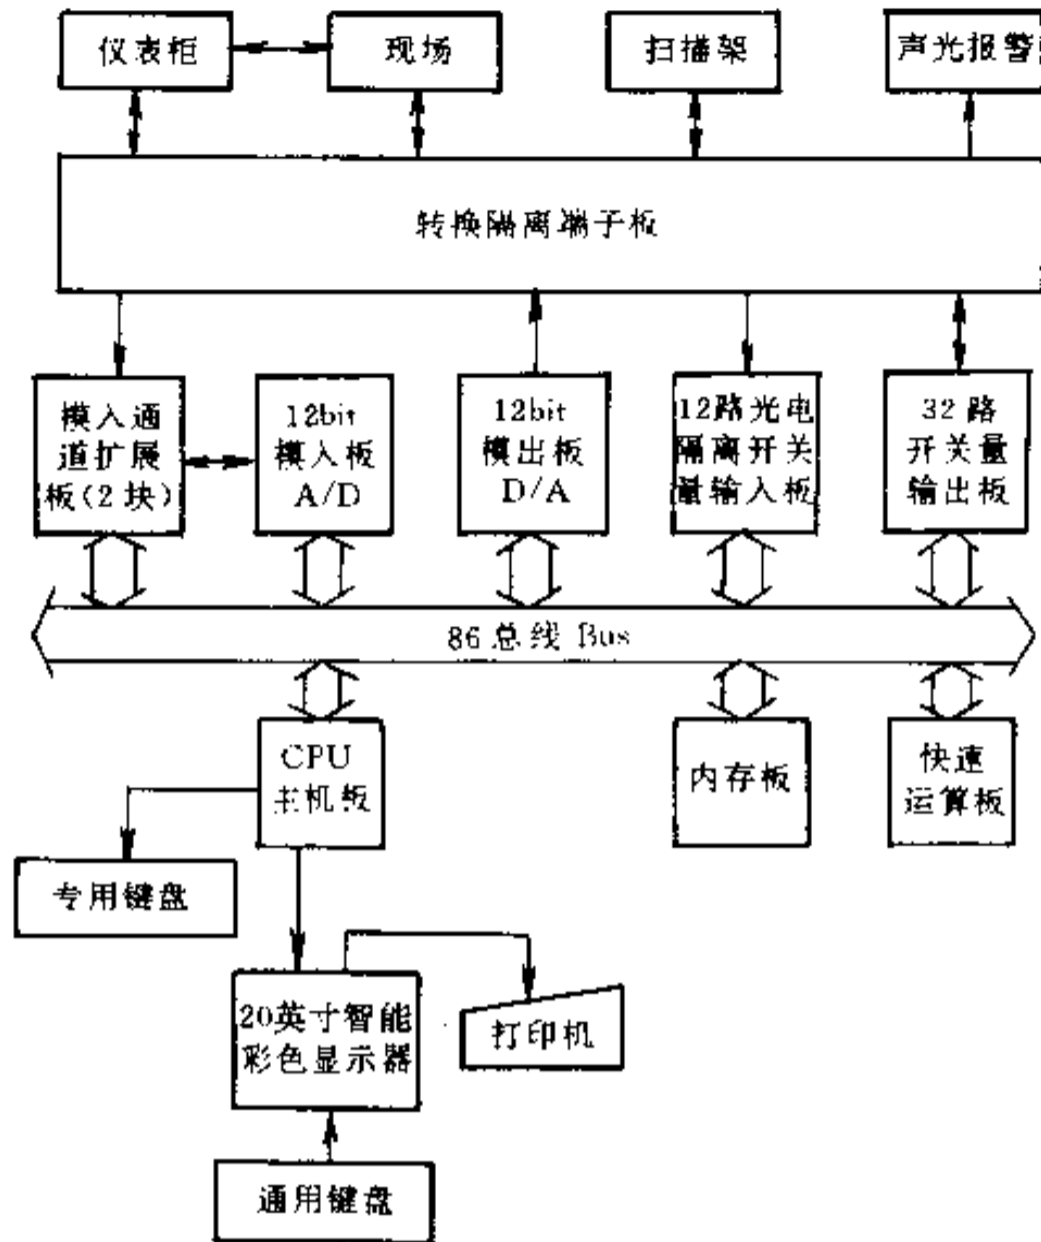 仪表柜
现场
扫描架
声光报警
转换隔离端子板
模入通
道扩展
板(2块)
12bit
模入板
A/D
12bit
模出板
D/A
12路光电
隔离开关
量输入板
32路
开关量
输出板
86总线 Bus
CPU
主机板
内存板
快速
运算板
专用键盘
20英寸智能
彩色显示器
打印机
通用键盘